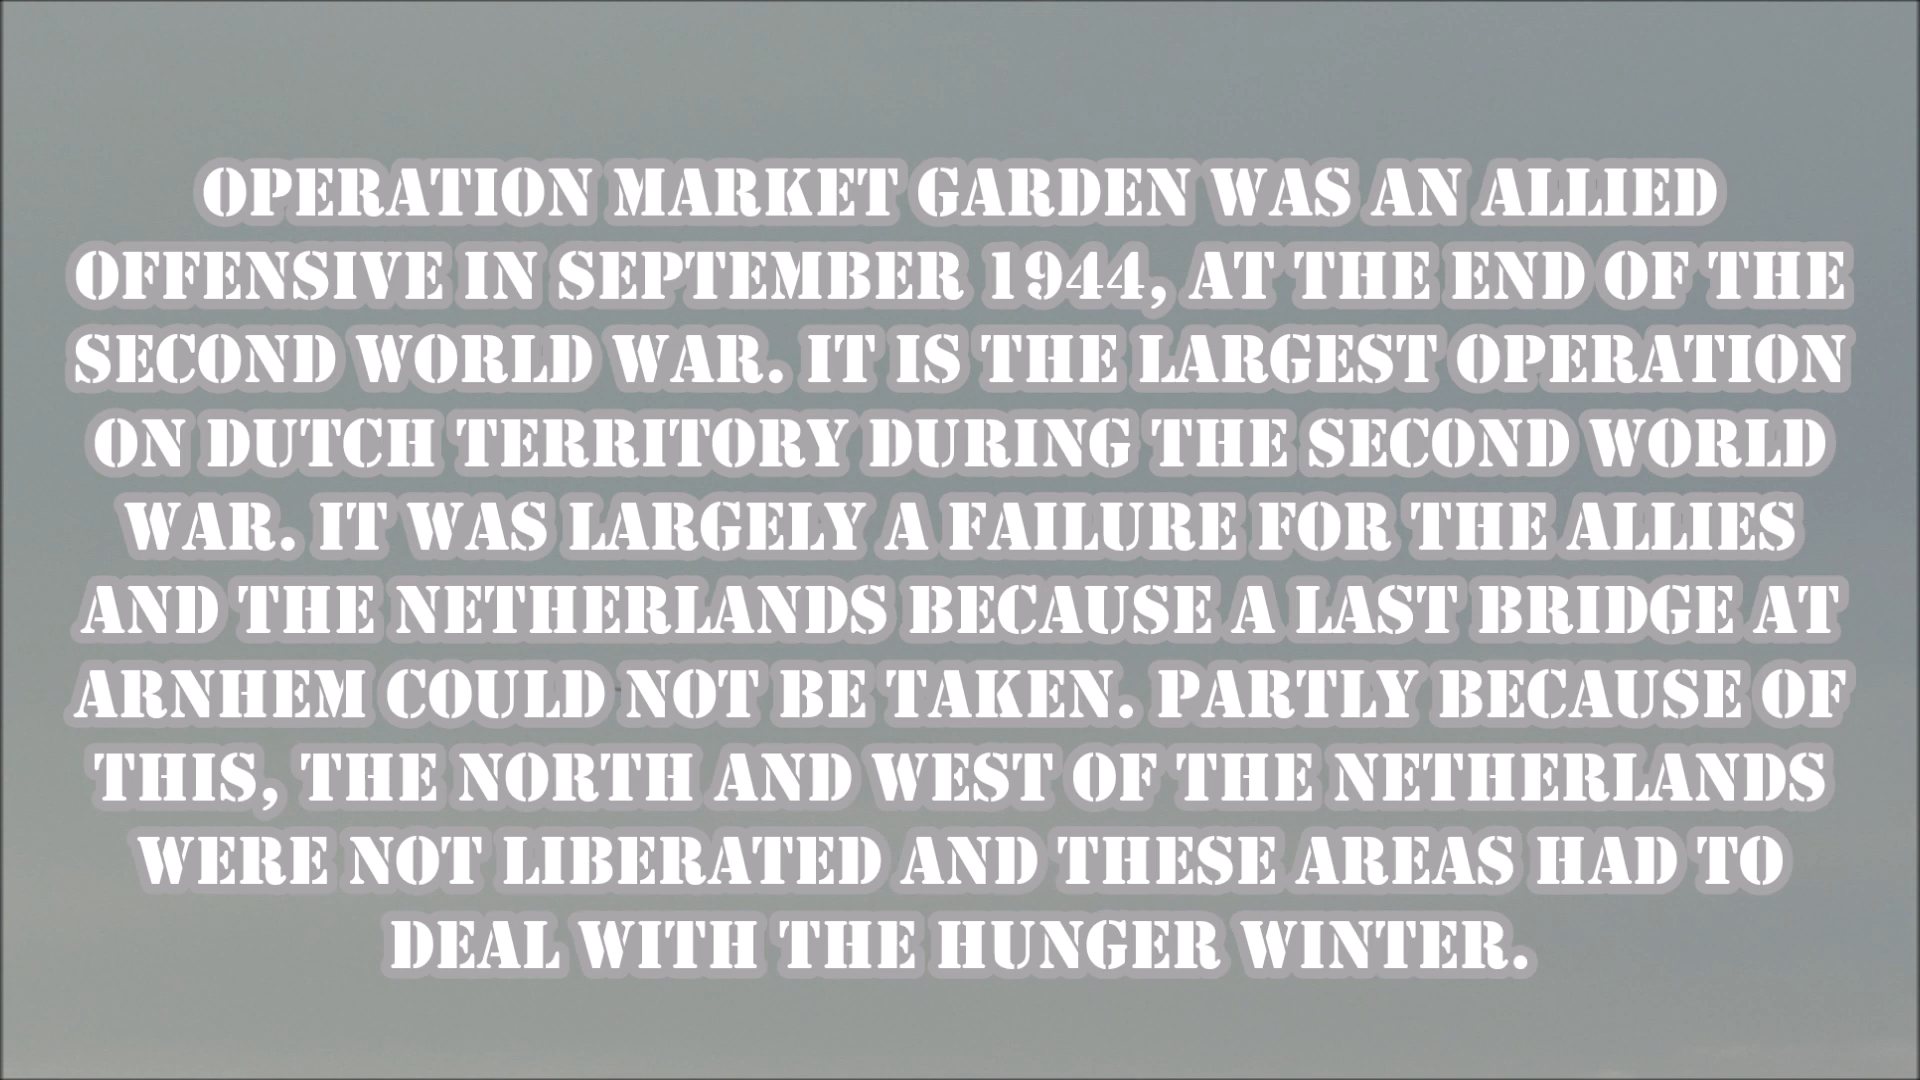 OPERATION MARKET GARDEN WAS AN ALLIED
OFFENSIVE IN SEPTEMBER 1944, AT THE END OF THE
SECOND WORLD WAR. IT IS THE LARGEST OPERATION
ON DUTCH TERRITORY DURING THE SECOND WORLD
WAR. IT WAS LARGELY A FAILURE FOR THE ALLIES
AND THE NETHERLANDS BECAUSE A LAST BRIDGE AT
ARNHEM COULD NOT BE TAKEN. PARTLY BECAUSE OF
THIS, THE NORTH AND WEST OF THE NETHERLANDS
WERE NOT LIBERATED AND THESE AREAS HAD TO
DEAL WITH THE HUNGER WINTER.